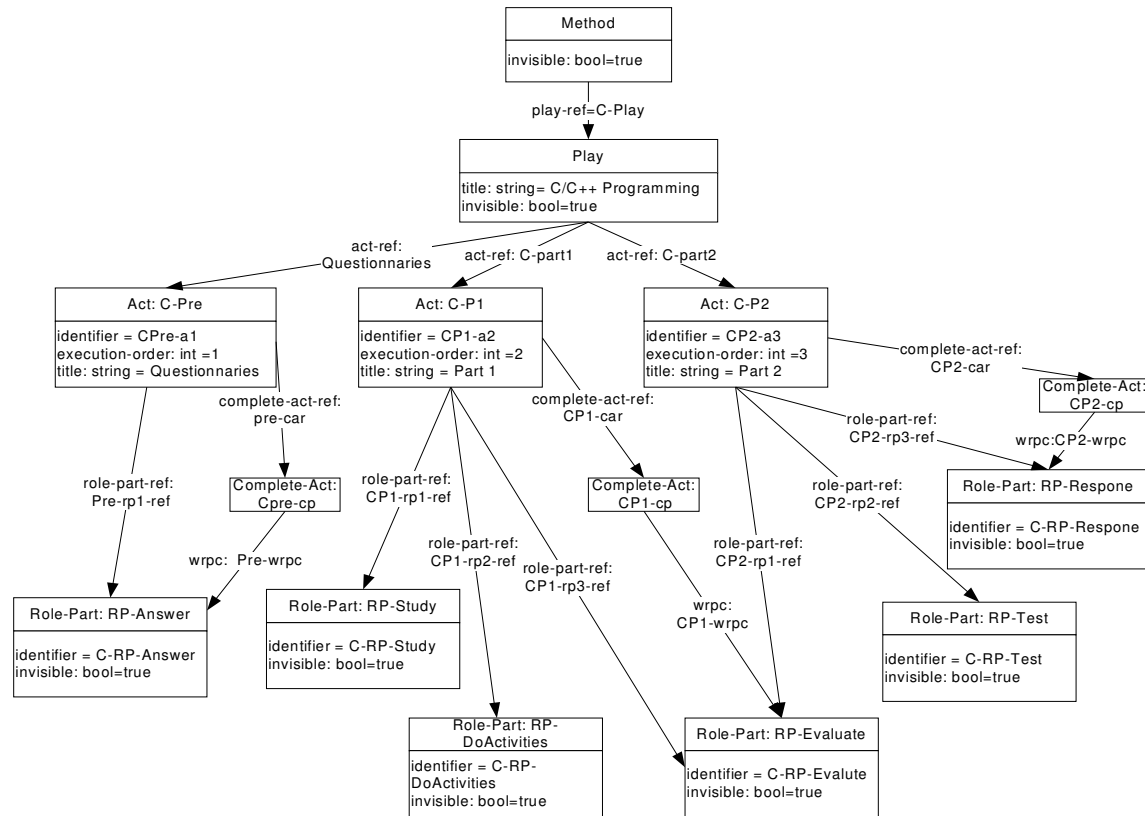 Method
invisible: bool=true
play-ref=C-Play
Play
title: string= C/C++ Programming
invisible: bool=true
act-ref:
Questionnaries
act-ref: C-part1
act-ref: C-part2
Act: C-Pre
identifier = CPre-a1
execution-order: int =1
title: string = Questionnaries
Act: C-P1
identifier = CP1-a2
execution-order: int =2
title: string = Part 1
Act: C-P2
identifier = CP2-a3
execution-order: int =3
title: string = Part 2
complete-act-ref:
CP2-car
Complete-Act:
CP2-cp
complete-act-ref:
pre-car
complete-act-ref:
CP1-car
role-part-ref:
CP2-rp3-ref
wrpc:CP2-wrpc
role-part-ref:
Pre-rp1-ref
Complete-Act:
Cpre-cp
role-part-ref:
CP1-rp1-ref
Complete-Act:
CP1-cp
role-part-ref:
CP2-rp2-ref
Role-Part: RP-Respone
identifier = C-RP-Respone
invisible: bool=true
wrpc: Pre-wrpc
role-part-ref:
CP1-rp2-ref
role-part-ref:
CP1-rp3-ref
role-part-ref:
CP2-rp1-ref
wrpc:
CP1-wrpc
Role-Part: RP-Answer
identifier = C-RP-Answer
invisible: bool=true
Role-Part: RP-Study
identifier = C-RP-Study
invisible: bool=true
Role-Part: RP-Test
identifier = C-RP-Test
invisible: bool=true
Role-Part: RP-
DoActivities
identifier = C-RP-
DoActivities
invisible: bool=true
Role-Part: RP-Evaluate
identifier = C-RP-Evalute
invisible: bool=true